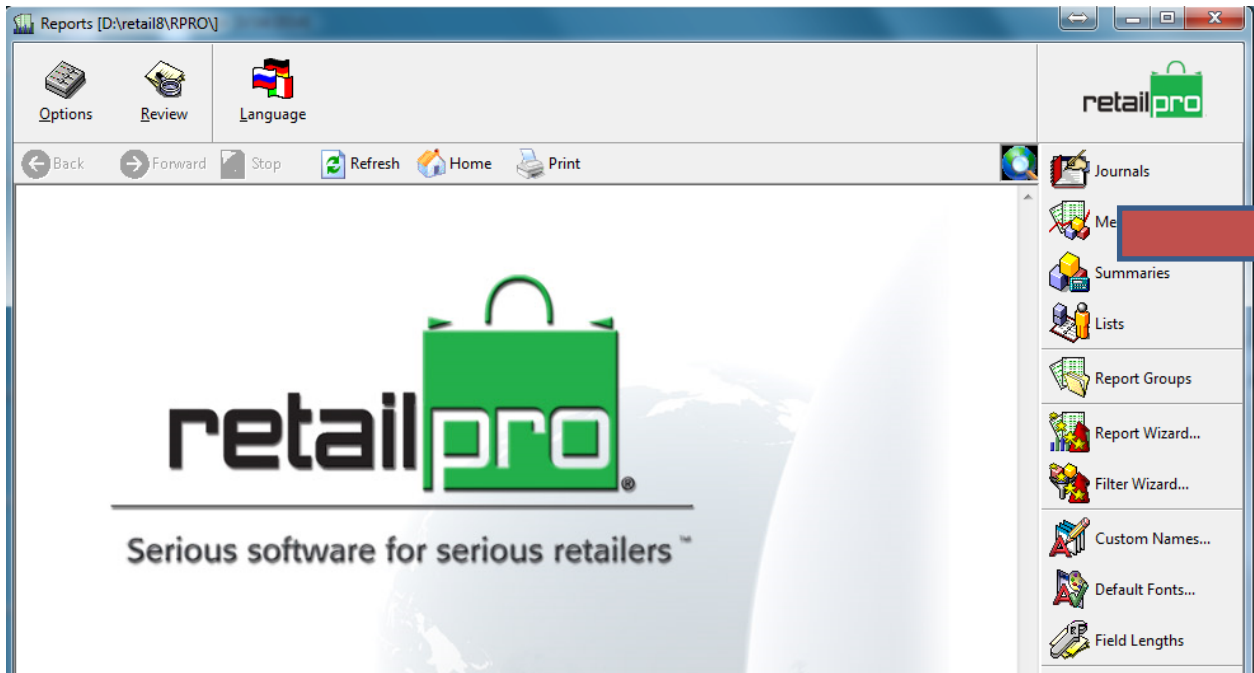 Reports [D:\retail8\RPRO\]
Options Review Language
retailpro
Back Forward Stop Refresh Home Print
Journals
Summaries
Lists
Report Groups
Report Wizard...
Filter Wizard...
Custom Names...
Default Fonts...
Field Lengths
retailpro®
Serious software for serious retailers™